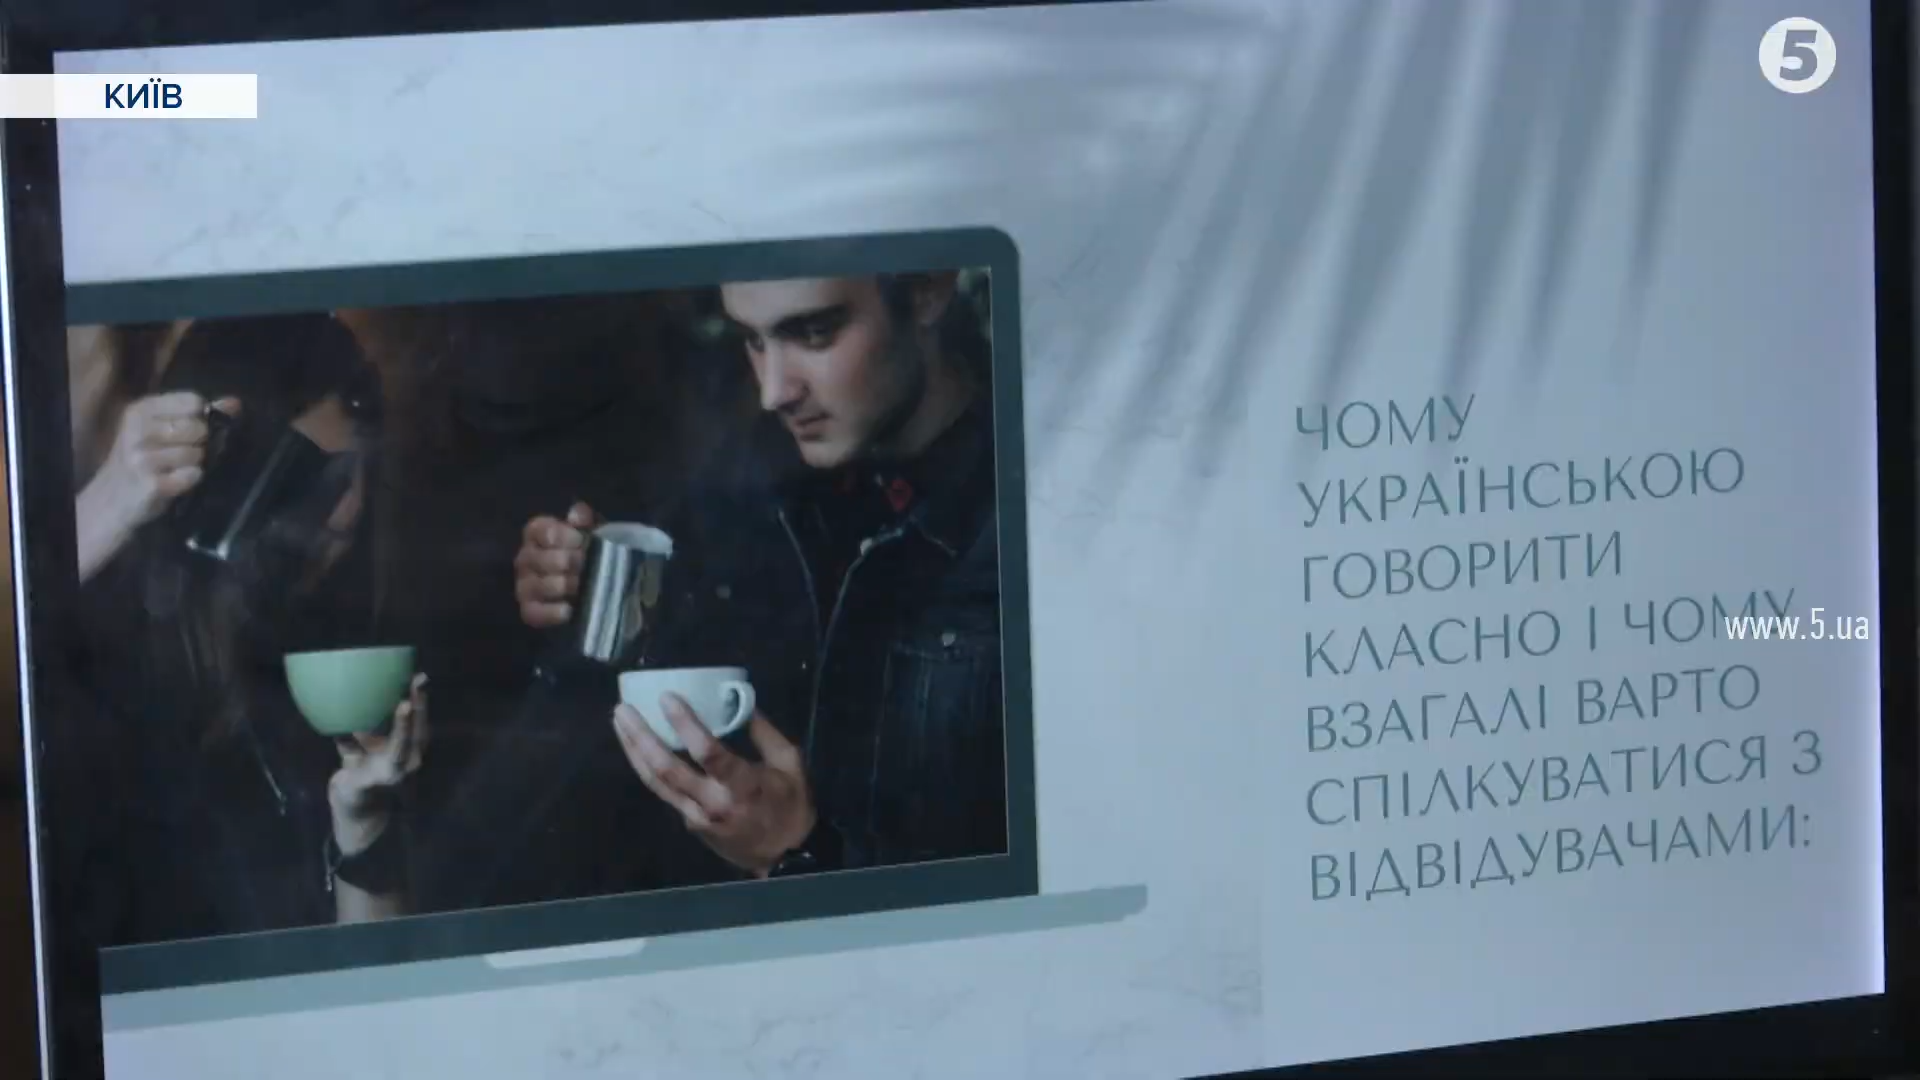 КИЇВ
5
ЧОМУ
УКРАЇНСЬКОЮ
ГОВОРИТИ
КЛАСНО І ЧОМУ
ВЗАГАЛІ ВАРТО
СПІЛКУВАТИСЯ З
ВІДВІДУВАЧАМИ:
www.5.ua